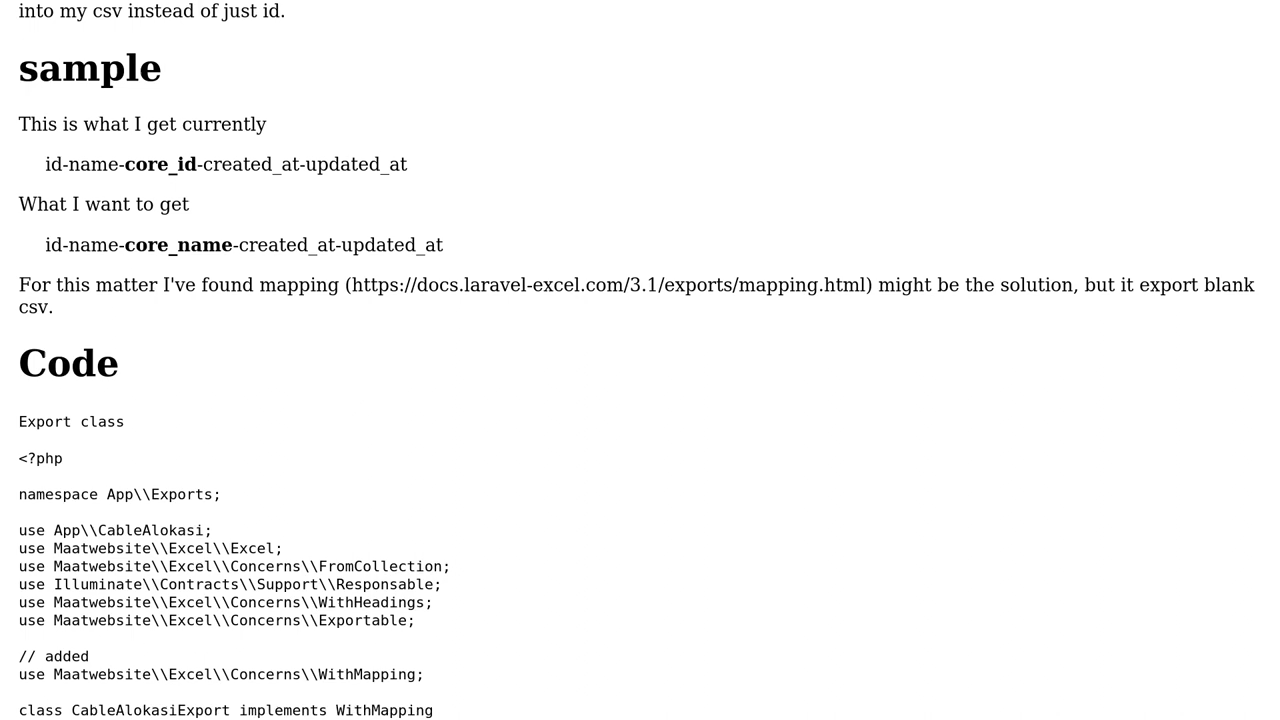 into my csv instead of just id.
sample
This is what I get currently
id-name-core_id-created_at-updated_at
What I want to get
id-name-core_name-created_at-updated_at
For this matter I've found mapping (https://docs.laravel-excel.com/3.1/exports/mapping.html) might be the solution, but it export blank
csv.
Code
Export class
<?php
namespace App\\Exports;
use App\\CableAlokasi;
use Maatwebsite\\Excel\\Excel;
use Maatwebsite\\Excel\\Concerns\\FromCollection;
use Illuminate\\Contracts\\Support\\Responsable;
use Maatwebsite\\Excel\\Concerns\\WithHeadings;
use Maatwebsite\\Excel\\Concerns\\Exportable;
// added
use Maatwebsite\\Excel\\Concerns\\WithMapping;
class CableAlokasiExport implements WithMapping